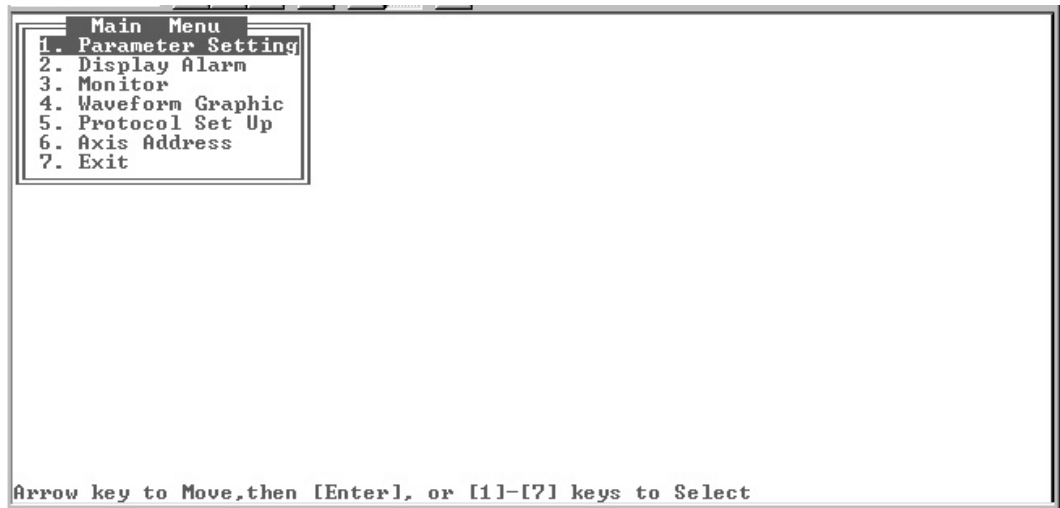 Main Menu
1. Parameter Setting
2. Display Alarm
3. Monitor
4. Waveform Graphic
5. Protocol Set Up
6. Axis Address
7. Exit
Arrow key to Move,then [Enter], or [1]-[7] keys to Select